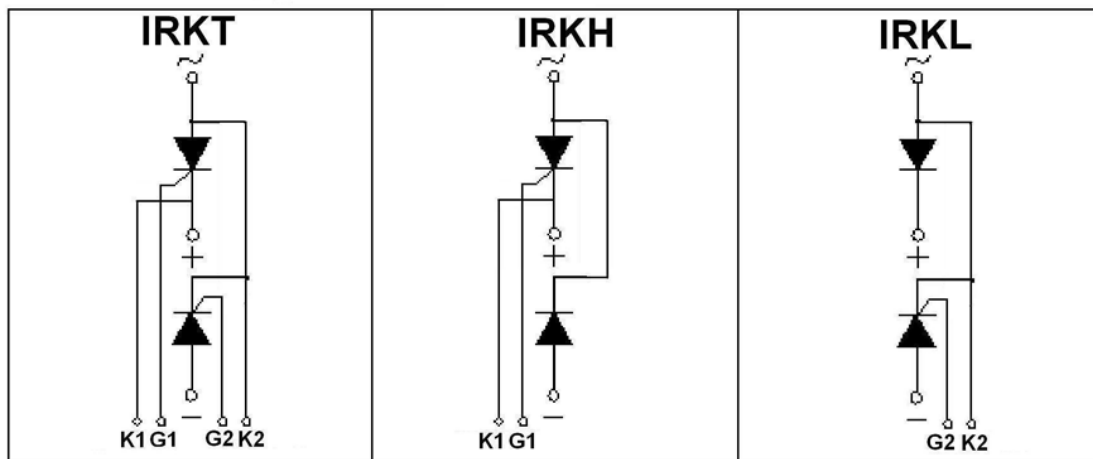 IRKT
~
+
−
K1 G1 G2 K2
IRKH
~
+
−
K1 G1
IRKL
~
+
−
G2 K2